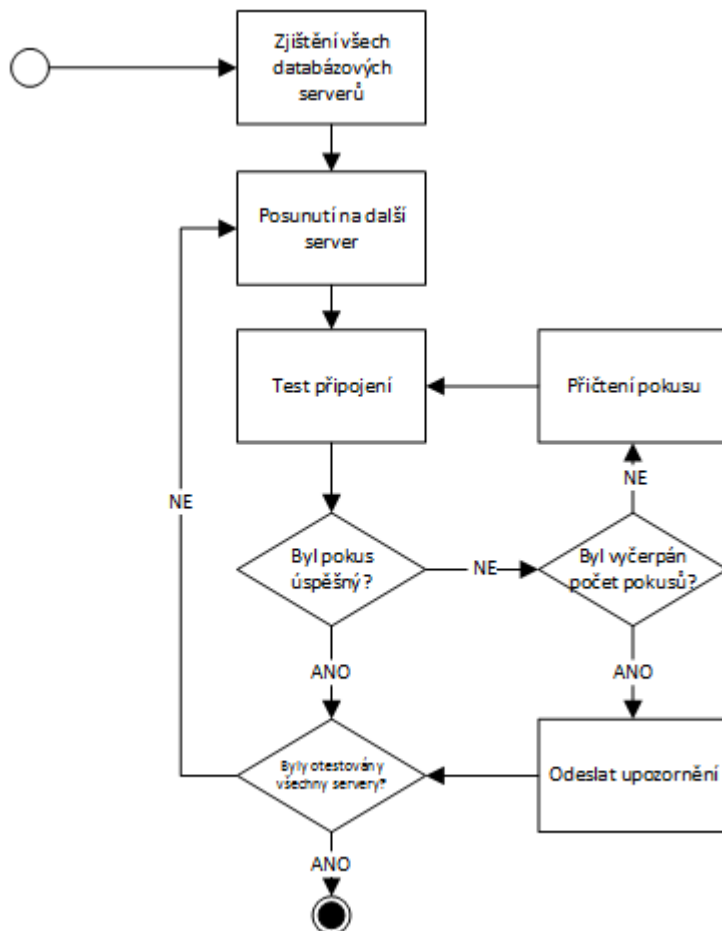 Zjištění všech
databázových
serverů
Posunutí na další
server
Test připojení
Přičtení pokusu
NE
NE
Byl pokus
úspěšný?
NE
Byl vyčerpán
počet pokusů?
ANO
ANO
Byly otestovány
všechny servery?
Odeslat upozornění
ANO